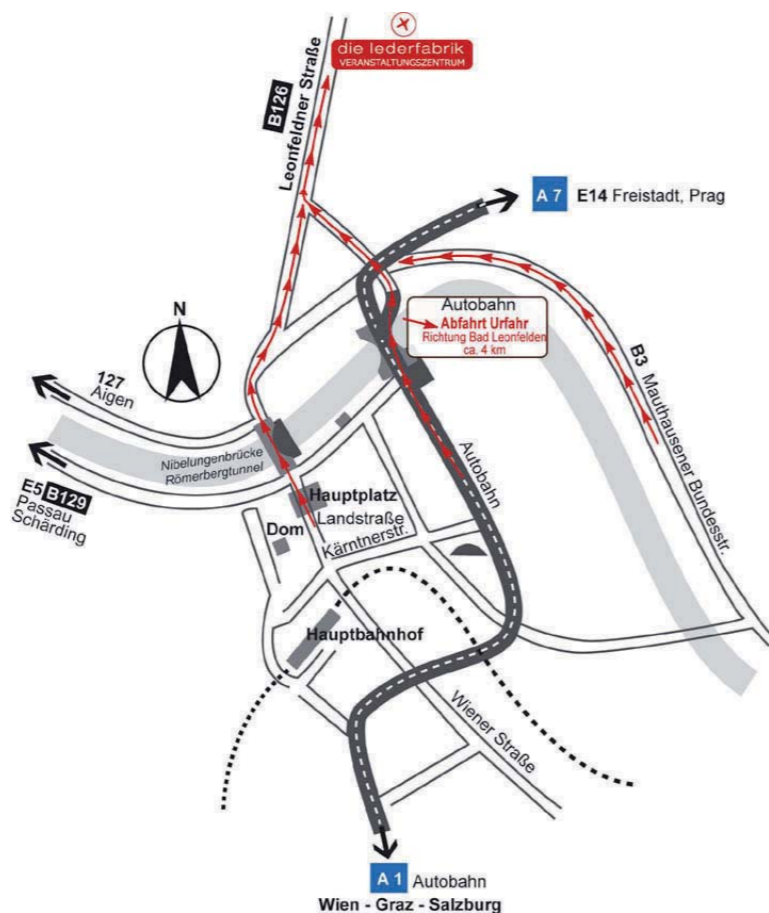 die lederfabrik
VERANSTALTUNGSZENTRUM
B126
Leonfeldner Straße
A 7 E14 Freistadt, Prag
N
Autobahn
Abfahrt Urfahr
Richtung Bad Leonfelden
ca. 4 km
B3 Mauthausener Bundesstr.
127
Aigen
Nibelungenbrücke
Römerbergtunnel
E5 B129
Passau
Schärding
Autobahn
Hauptplatz
Landstraße
Dom
Kärntnerstr.
Hauptbahnhof
Wiener Straße
A 1 Autobahn
Wien - Graz - Salzburg